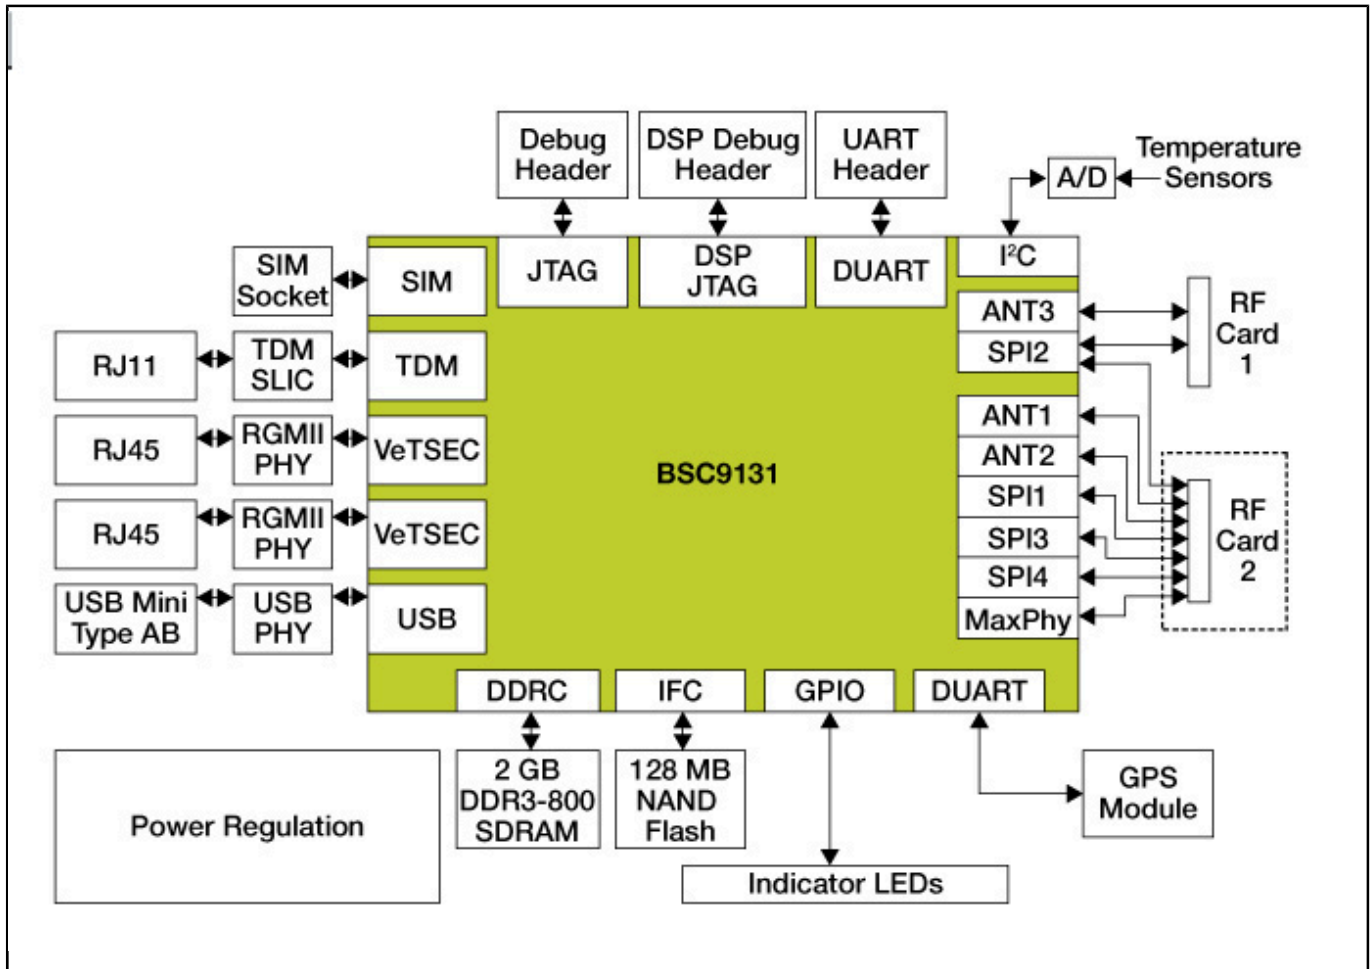 Debug
Header
DSP Debug
Header
UART
Header
Temperature
Sensors
A/D
SIM
Socket
SIM
JTAG
DSP
JTAG
DUART
I²C
ANT3
SPI2
RF
Card
1
RJ11
TDM
SLIC
TDM
RJ45
RGMII
PHY
VeTSEC
BSC9131
ANT1
ANT2
SPI1
SPI3
SPI4
MaxPhy
RF
Card
2
RJ45
RGMII
PHY
VeTSEC
USB Mini
Type AB
USB
PHY
USB
DDRC
IFC
GPIO
DUART
Power Regulation
2 GB
DDR3-800
SDRAM
128 MB
NAND
Flash
GPS
Module
Indicator LEDs